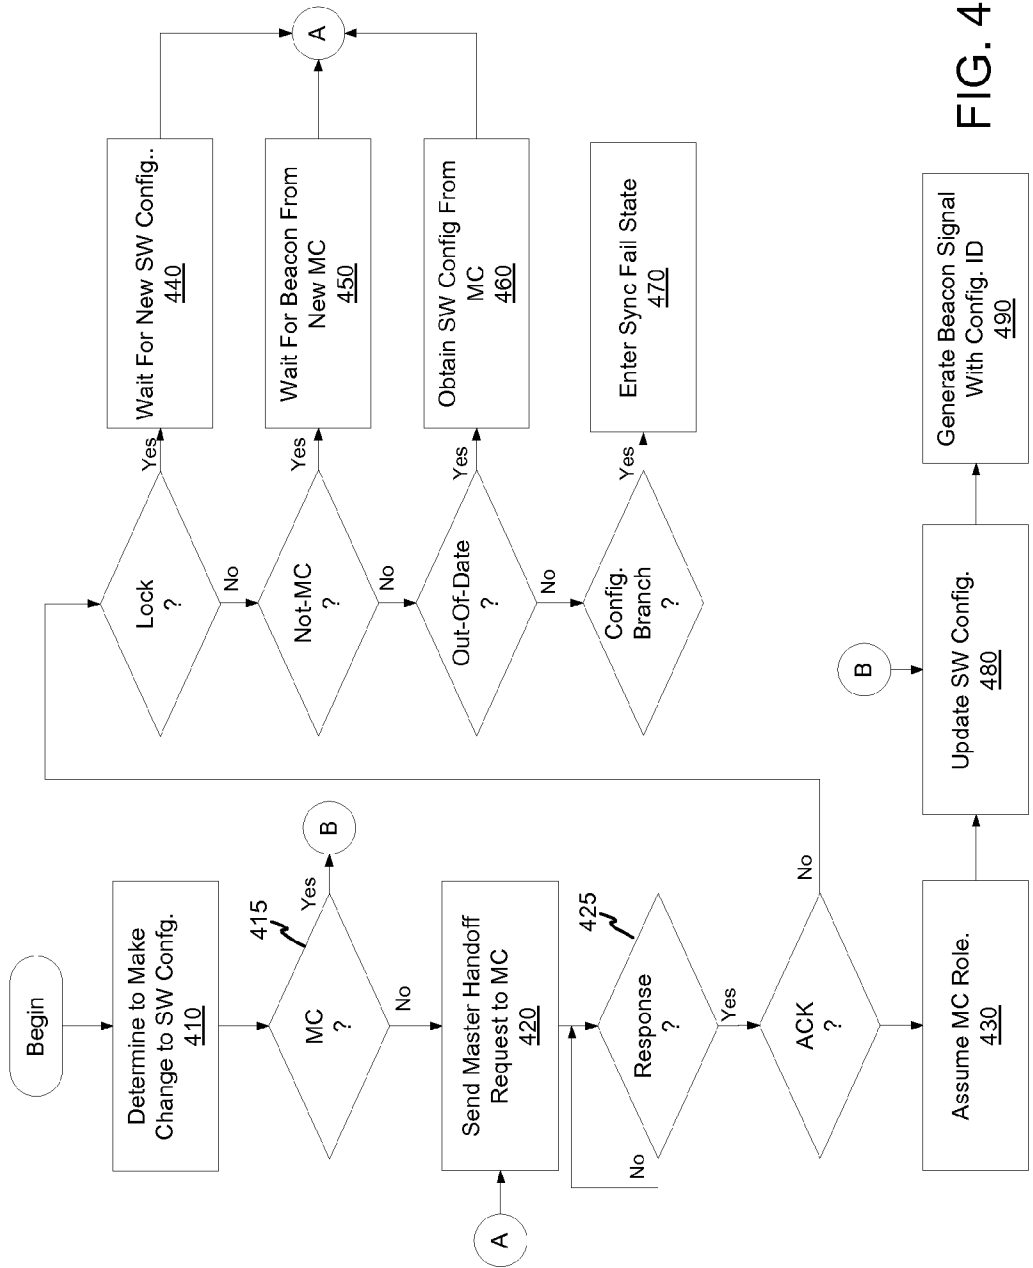 Begin
Determine to Make
Change to SW Confg.
410
MC
?
415
Yes
B
No
Send Master Handoff
Request to MC
420
A
Response
?
425
No
Yes
ACK
?
No
Assume MC Role.
430
Lock
?
Yes
Wait For New SW Config..
440
No
Not-MC
?
Yes
Wait For Beacon From
New MC
450
A
No
Out-Of-Date
?
Yes
Obtain SW Config From
MC
460
No
Config.
Branch
?
Yes
Enter Sync Fail State
470
B
Update SW Config.
480
Generate Beacon Signal
With Config. ID
490
FIG. 4